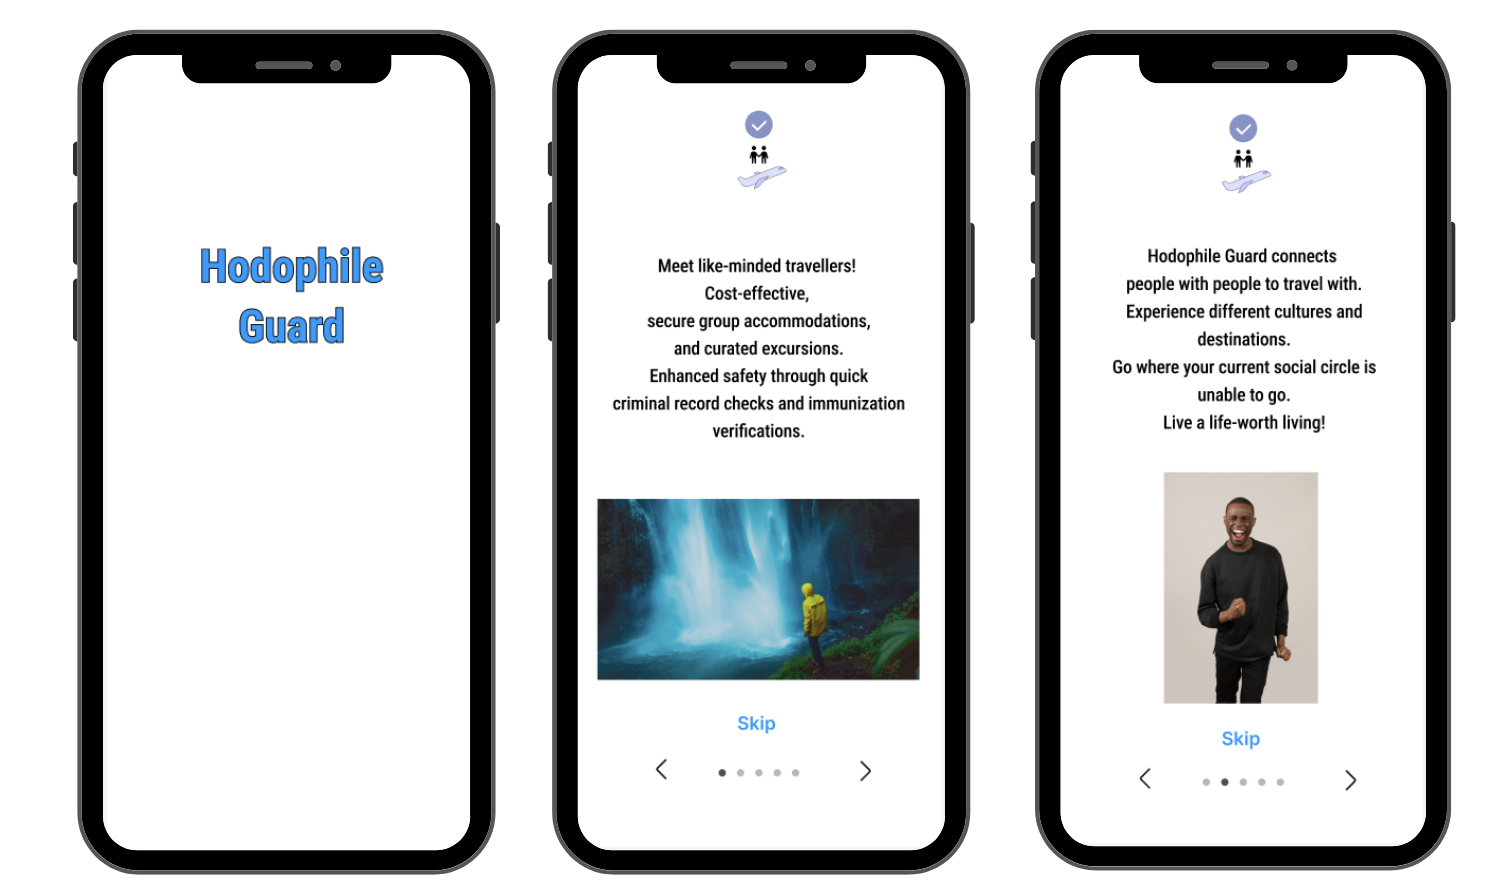 Hodophile
Guard
Meet like-minded travellers!
Cost-effective,
secure group accommodations,
and curated excursions.
Enhanced safety through quick
criminal record checks and immunization
verifications.
Skip
Hodophile Guard connects
people with people to travel with.
Experience different cultures and
destinations.
Go where your current social circle is
unable to go.
Live a life-worth living!
Skip